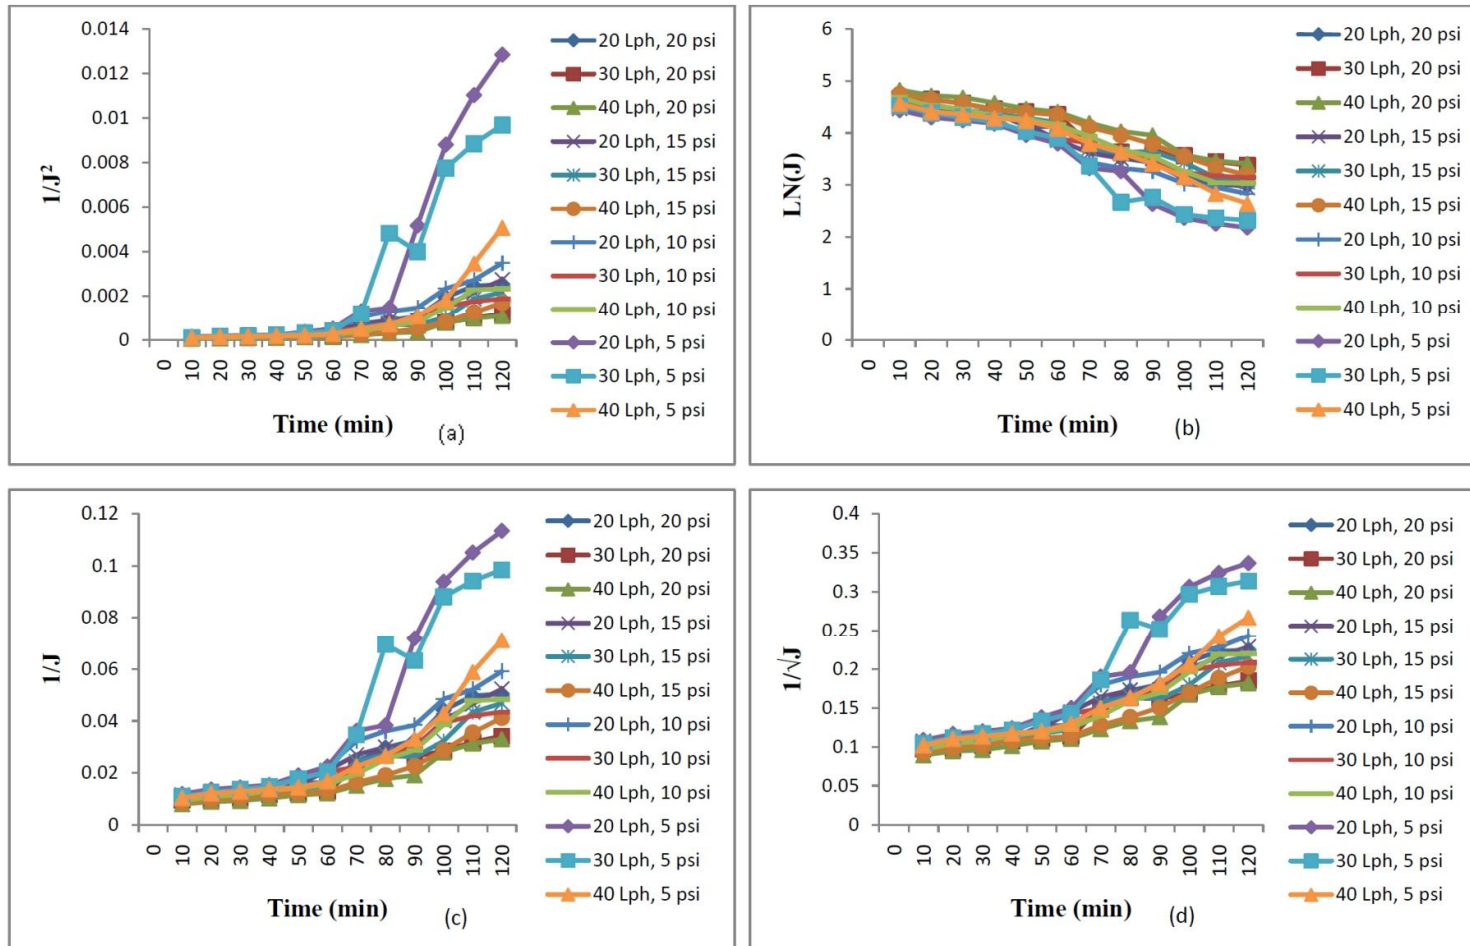 0.014
0.012
0.01
0.008
0.006
0.004
0.002
0
1/J²
0 10 20 30 40 50 60 70 80 90 100 110 120
Time (min)
(a)
20 Lph, 20 psi
30 Lph, 20 psi
40 Lph, 20 psi
20 Lph, 15 psi
30 Lph, 15 psi
40 Lph, 15 psi
20 Lph, 10 psi
30 Lph, 10 psi
40 Lph, 10 psi
20 Lph, 5 psi
30 Lph, 5 psi
40 Lph, 5 psi
6
5
4
3
2
1
0
LN(J)
0 10 20 30 40 50 60 70 80 90 100 110 120
Time (min)
(b)
20 Lph, 20 psi
30 Lph, 20 psi
40 Lph, 20 psi
20 Lph, 15 psi
30 Lph, 15 psi
40 Lph, 15 psi
20 Lph, 10 psi
30 Lph, 10 psi
40 Lph, 10 psi
20 Lph, 5 psi
30 Lph, 5 psi
40 Lph, 5 psi
0.12
0.1
0.08
0.06
0.04
0.02
0
1/J
0 10 20 30 40 50 60 70 80 90 100 110 120
Time (min)
(c)
20 Lph, 20 psi
30 Lph, 20 psi
40 Lph, 20 psi
20 Lph, 15 psi
30 Lph, 15 psi
40 Lph, 15 psi
20 Lph, 10 psi
30 Lph, 10 psi
40 Lph, 10 psi
20 Lph, 5 psi
30 Lph, 5 psi
40 Lph, 5 psi
0.4
0.35
0.3
0.25
0.2
0.15
0.1
0.05
0
1/√J
0 10 20 30 40 50 60 70 80 90 100 110 120
Time (min)
(d)
20 Lph, 20 psi
30 Lph, 20 psi
40 Lph, 20 psi
20 Lph, 15 psi
30 Lph, 15 psi
40 Lph, 15 psi
20 Lph, 10 psi
30 Lph, 10 psi
40 Lph, 10 psi
20 Lph, 5 psi
30 Lph, 5 psi
40 Lph, 5 psi